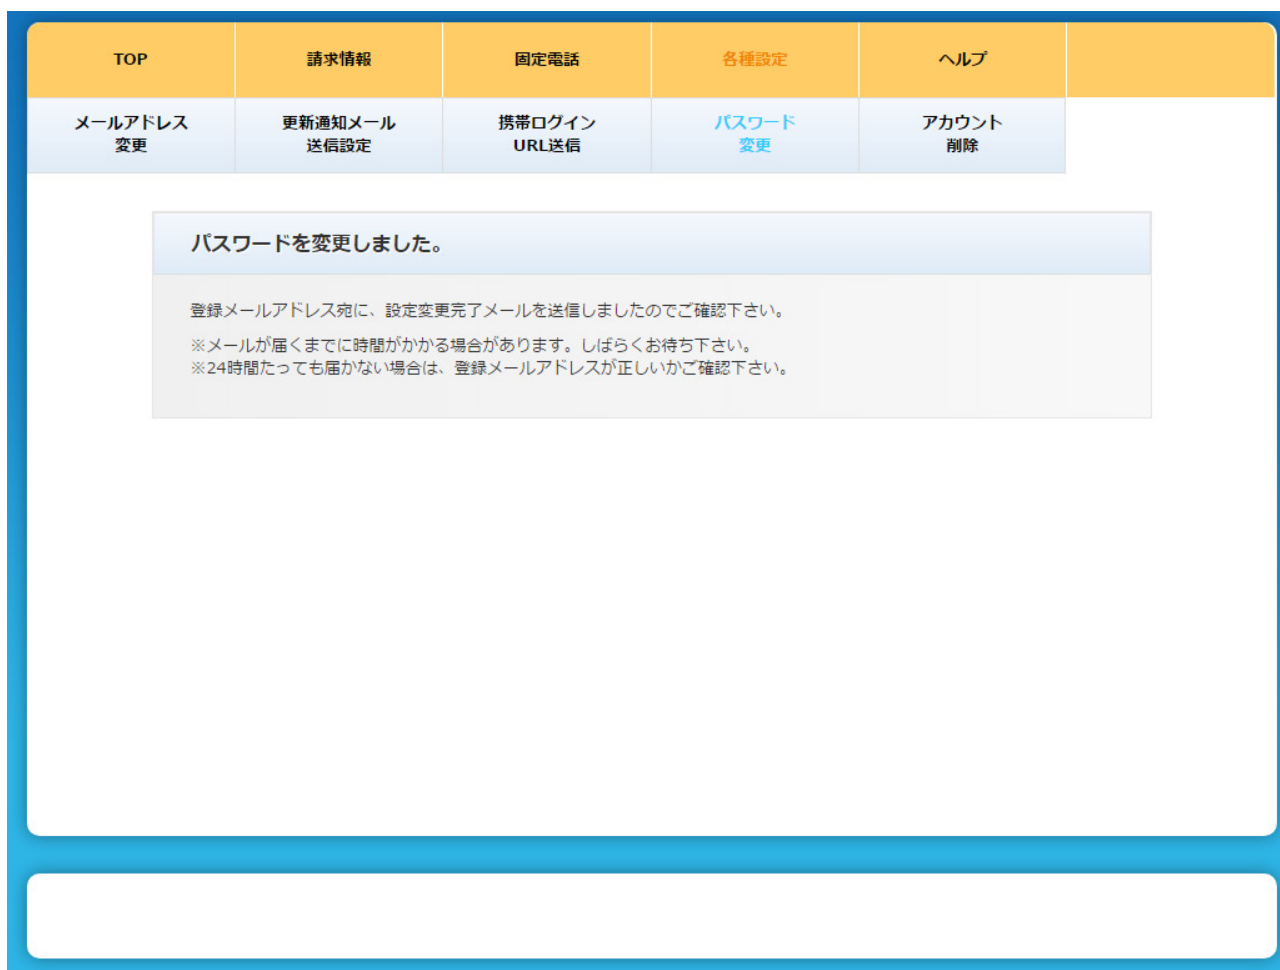 TOP
請求情報
固定電話
各種設定
ヘルプ
メールアドレス
変更
更新通知メール
送信設定
携帯ログイン
URL送信
パスワード
変更
アカウント
削除
パスワードを変更しました。
登録メールアドレス宛に、設定変更完了メールを送信しましたのでご確認下さい。
※メールが届くまでに時間がかかる場合があります。しばらくお待ち下さい。
※24時間たっても届かない場合は、登録メールアドレスが正しいかご確認下さい。